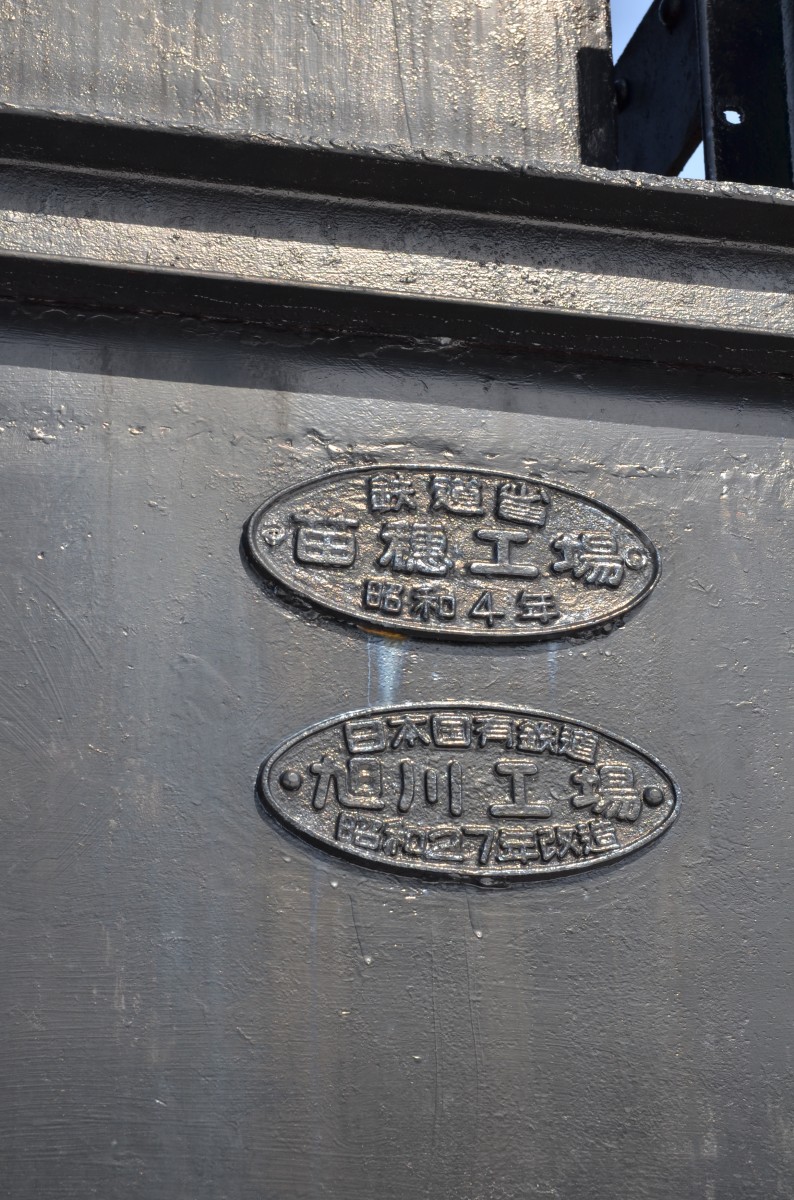 鉄道省
苗穂工場
昭和4年
日本国有鉄道
旭川工場
昭和27年改造